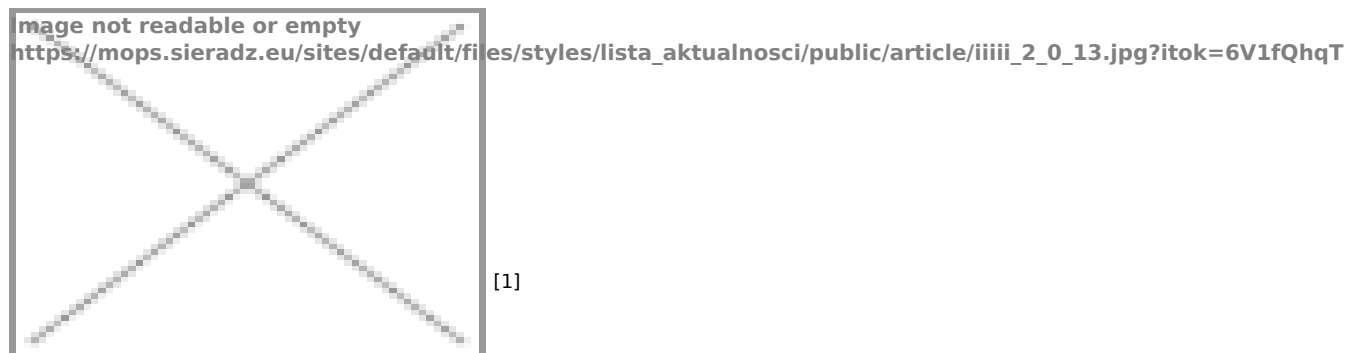 Image not readable or empty
https://mops.sieradz.eu/sites/default/files/styles/lista_aktualnosci/public/article/iiiii_2_0_13.jpg?itok=6V1fQhqT
[1]